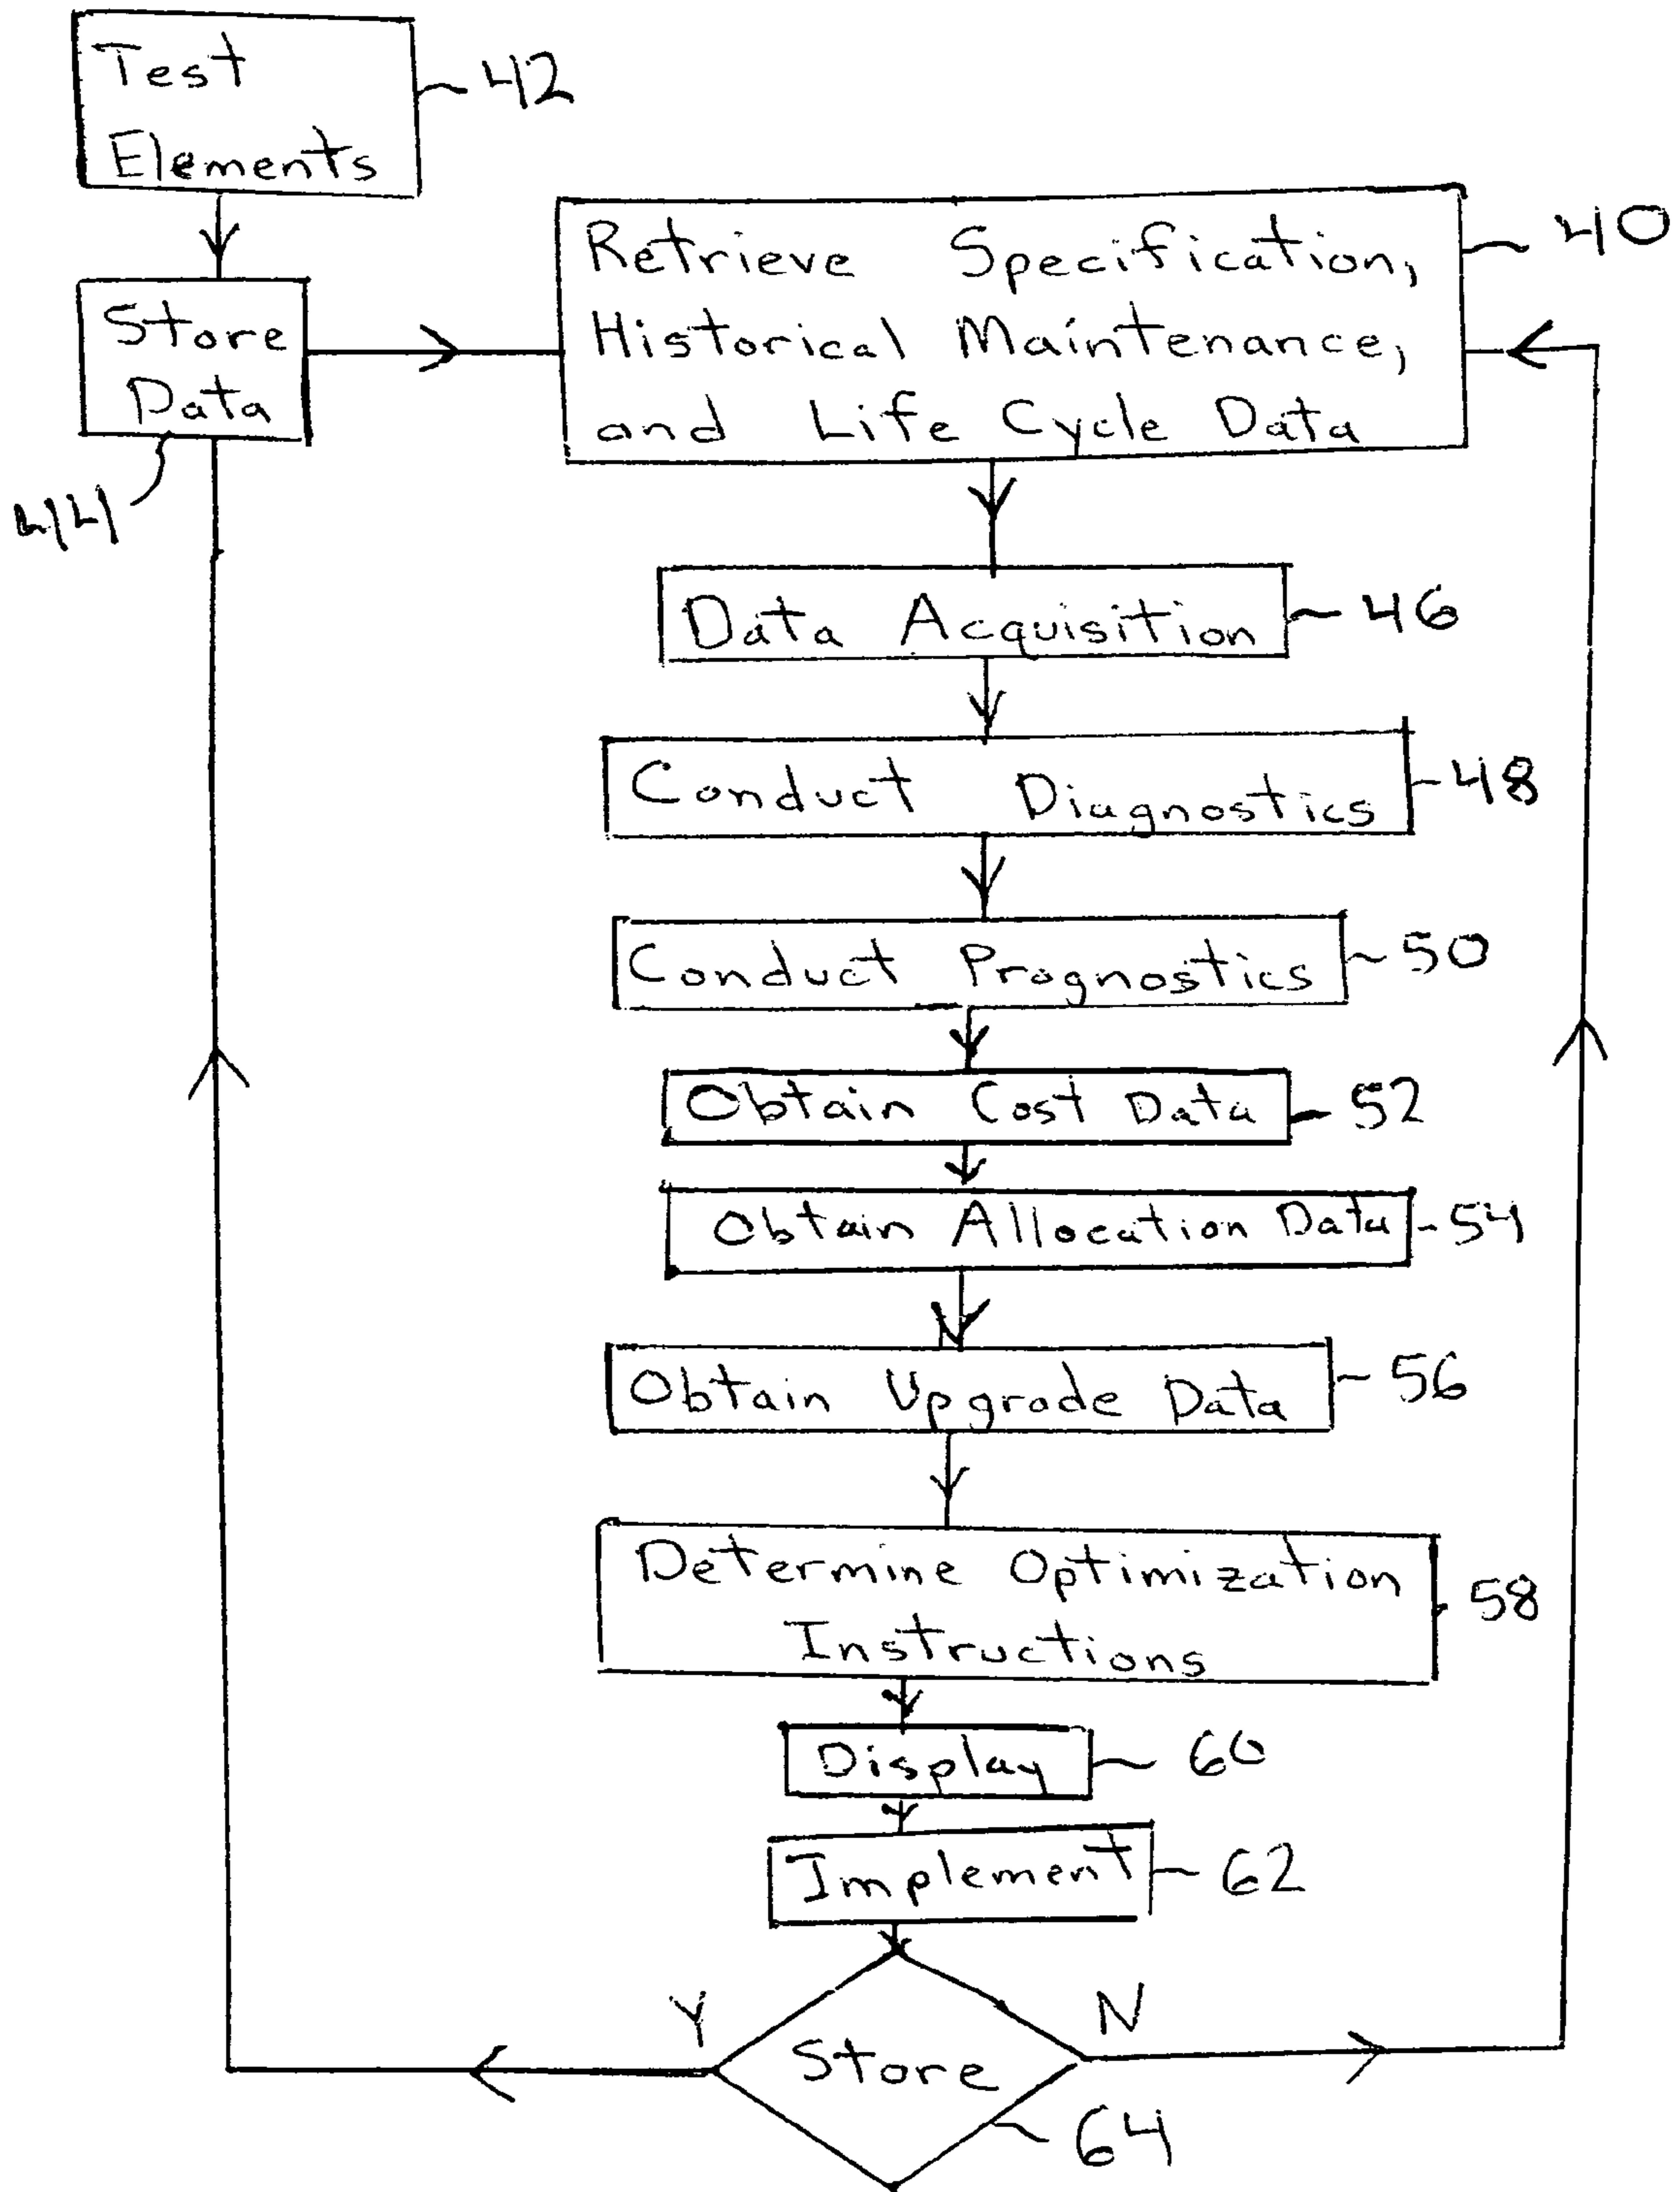 Test
Elements
42
Store
Data
44
Retrieve Specification,
Historical Maintenance,
and Life Cycle Data
40
Data Acquisition
46
Conduct Diagnostics
48
Conduct Prognostics
50
Obtain Cost Data
52
Obtain Allocation Data
54
Obtain Upgrade Data
56
Determine Optimization
Instructions
58
Display
60
Implement
62
Y
N
Store
64